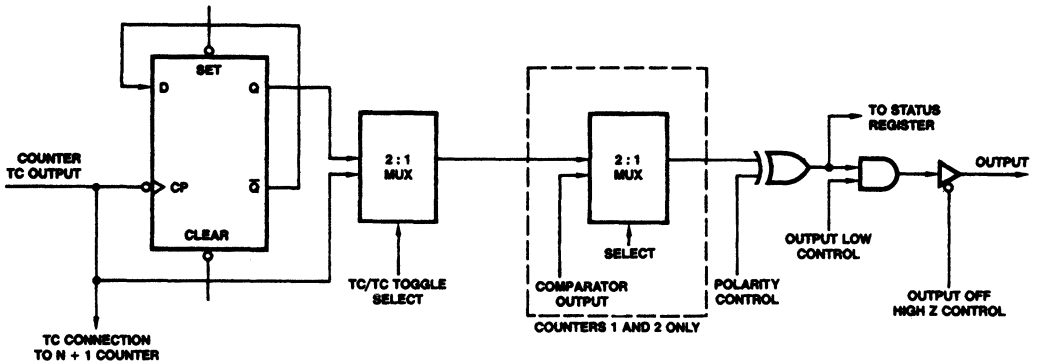 SET
D
Q
COUNTER
TC OUTPUT
CP
Q
CLEAR
TC CONNECTION
TO N + 1 COUNTER
2 : 1
MUX
TC/TC TOGGLE
SELECT
2 : 1
MUX
SELECT
COMPARATOR
OUTPUT
COUNTERS 1 AND 2 ONLY
POLARITY
CONTROL
TO STATUS
REGISTER
OUTPUT LOW
CONTROL
OUTPUT
OUTPUT OFF
HIGH Z CONTROL